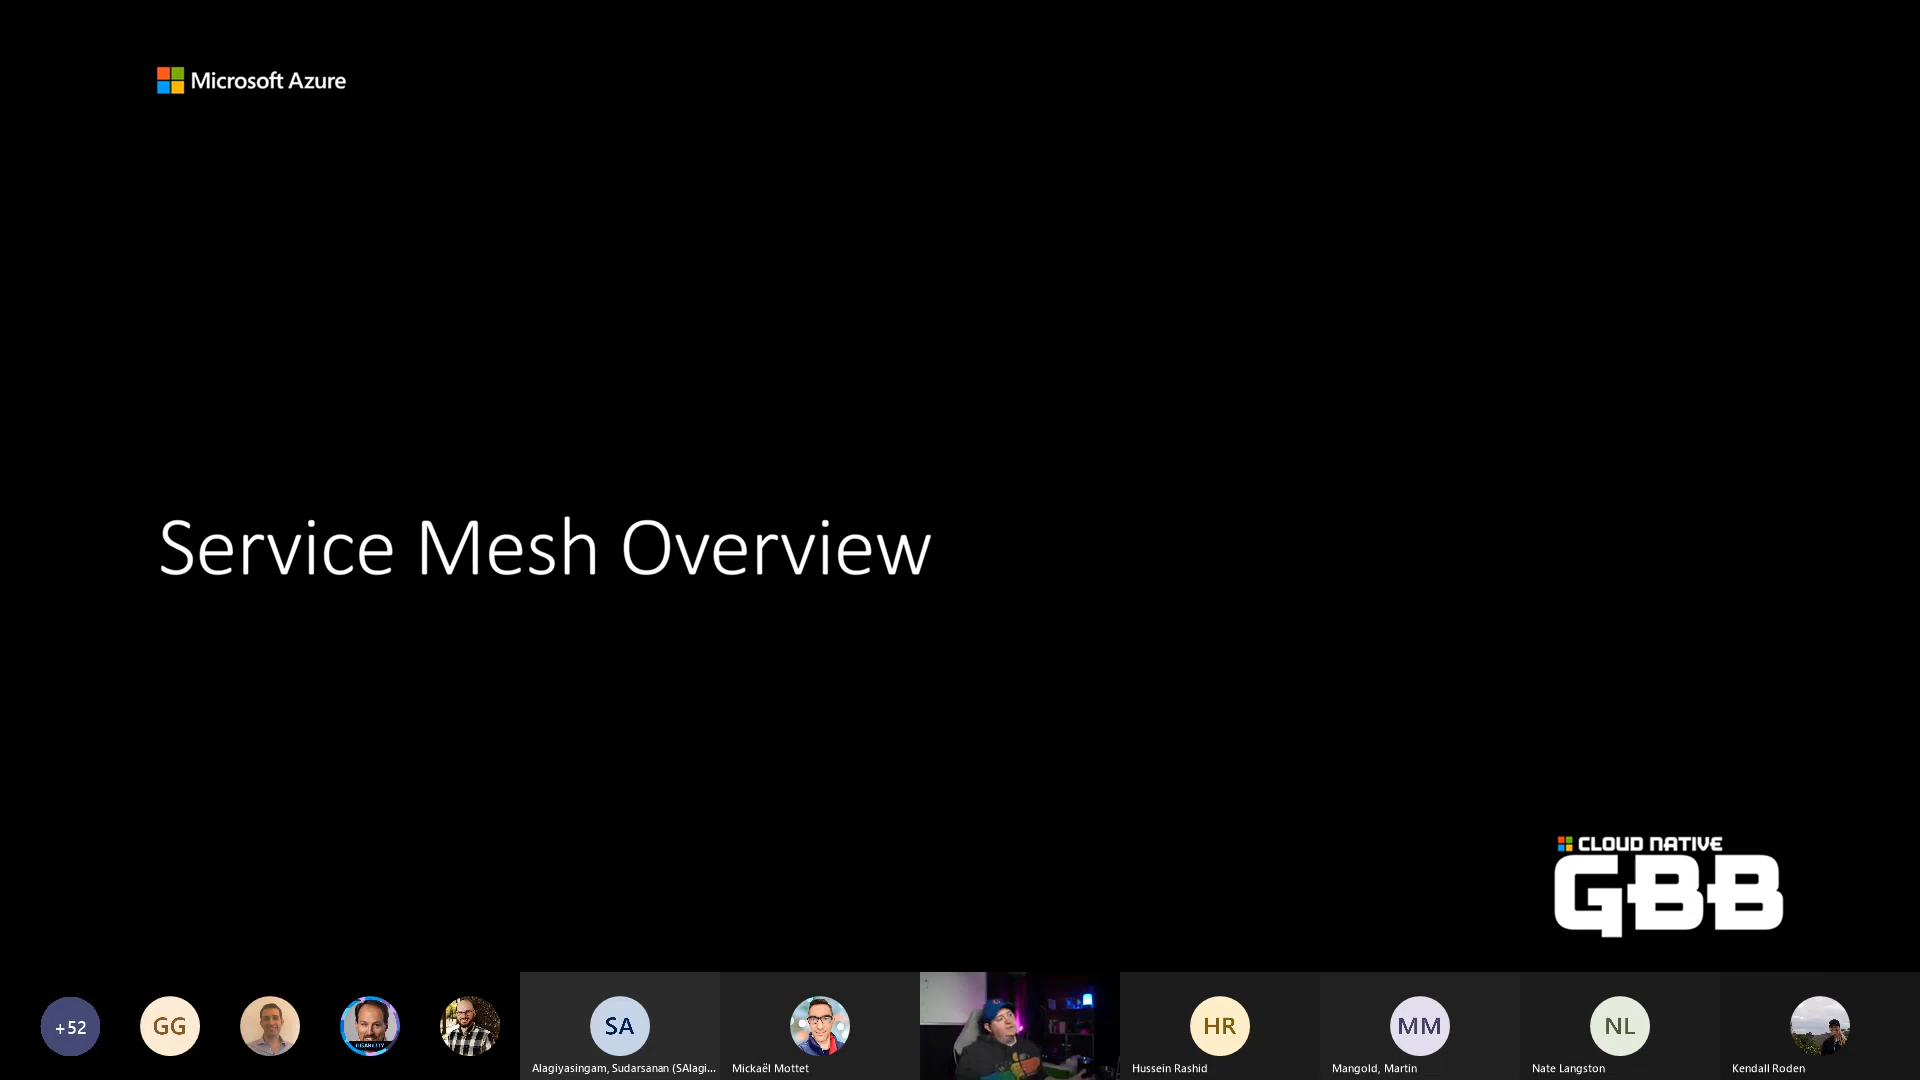 Microsoft Azure
Service Mesh Overview
CLOUD NATIVE
GBB
+52
GG
SA
HR
MM
NL
Alagiyasingam, Sudarsanan (SAlagi...
Mickaël Mottet
Hussein Rashid
Mangold, Martin
Nate Langston
Kendall Roden